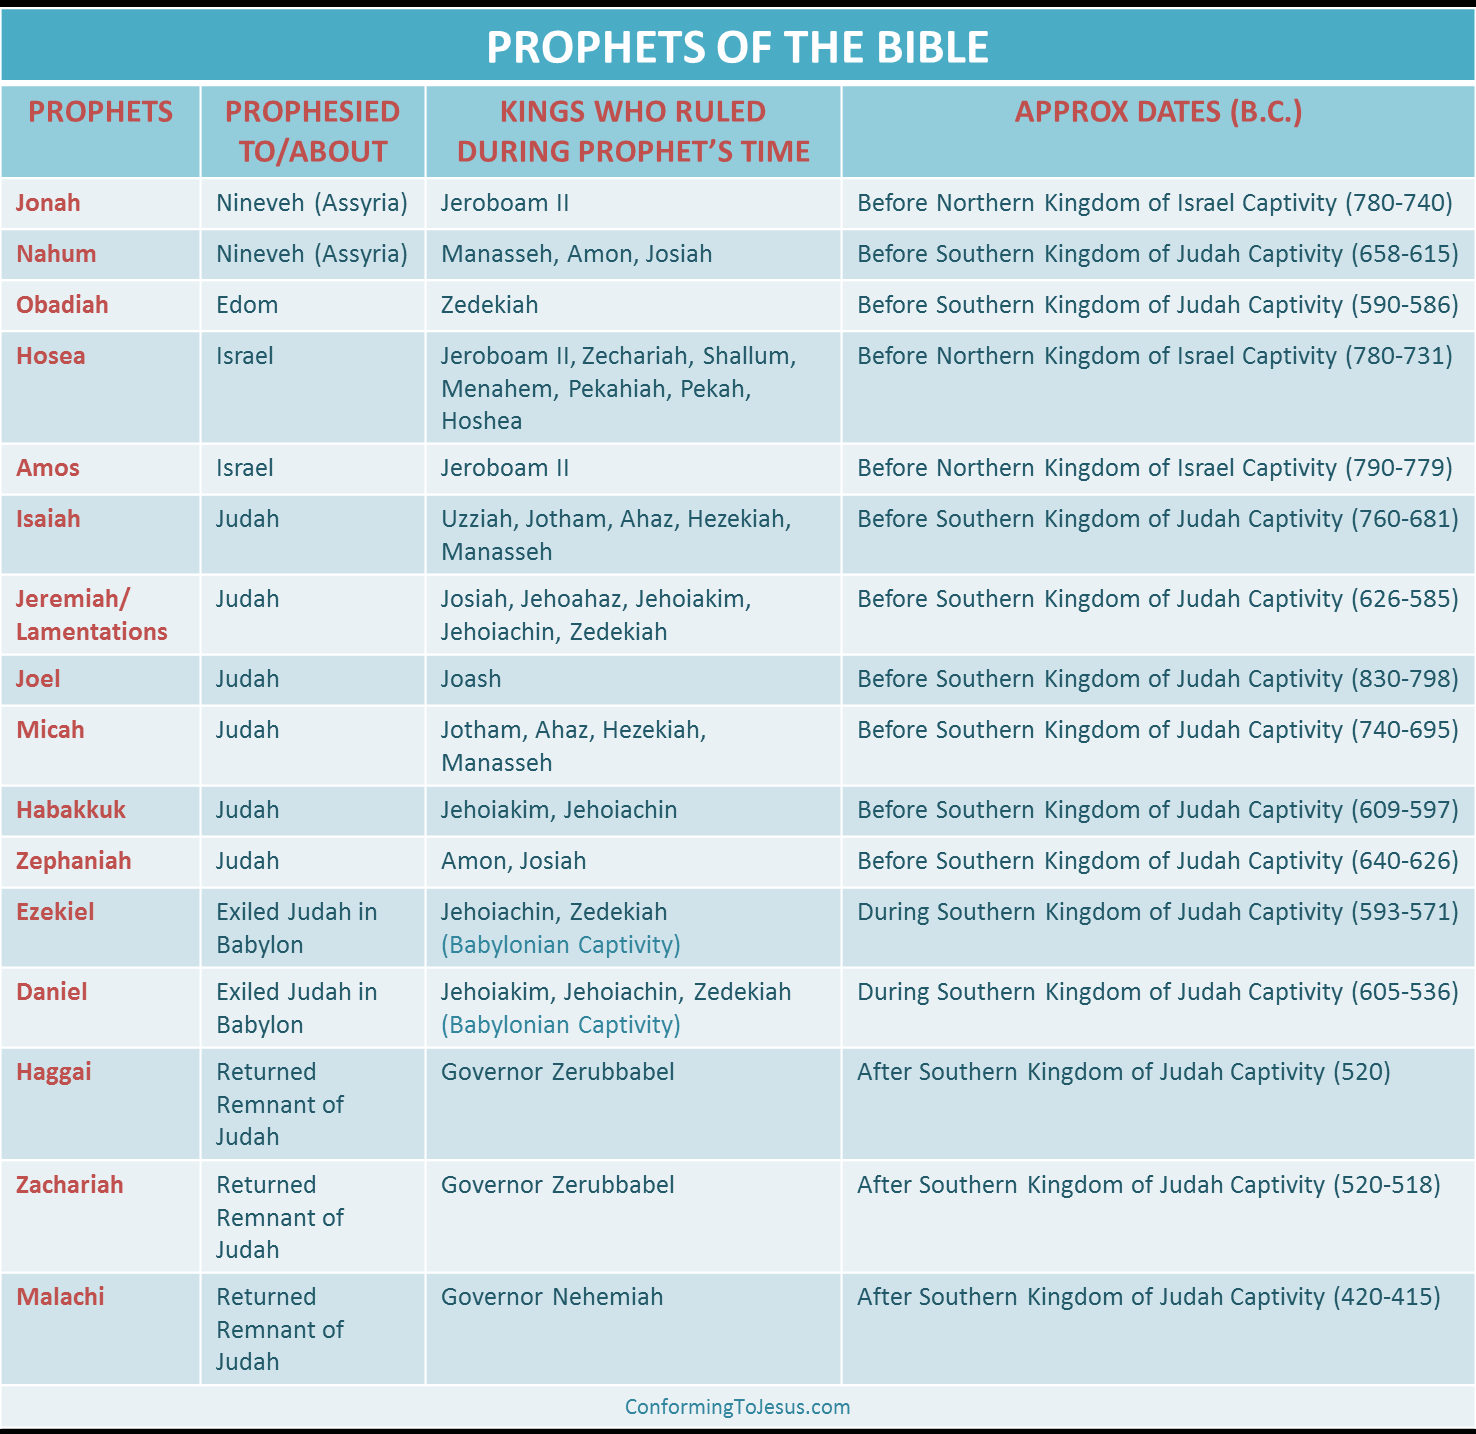 PROPHETS OF THE BIBLE
PROPHETS
PROPHESIED
TO/ABOUT
KINGS WHO RULED
DURING PROPHET'S TIME
APPROX DATES (B.C.)
Jonah
Nineveh (Assyria)
Jeroboam II
Before Northern Kingdom of Israel Captivity (780-740)
Nahum
Nineveh (Assyria)
Manasseh, Amon, Josiah
Before Southern Kingdom of Judah Captivity (658-615)
Obadiah
Edom
Zedekiah
Before Southern Kingdom of Judah Captivity (590-586)
Hosea
Israel
Jeroboam II, Zechariah, Shallum,
Menahem, Pekahiah, Pekah,
Hoshea
Before Northern Kingdom of Israel Captivity (780-731)
Amos
Israel
Jeroboam II
Before Northern Kingdom of Israel Captivity (790-779)
Isaiah
Judah
Uzziah, Jotham, Ahaz, Hezekiah,
Manasseh
Before Southern Kingdom of Judah Captivity (760-681)
Jeremiah/
Lamentations
Judah
Josiah, Jehoahaz, Jehoiakim,
Jehoiachin, Zedekiah
Before Southern Kingdom of Judah Captivity (626-585)
Joel
Judah
Joash
Before Southern Kingdom of Judah Captivity (830-798)
Micah
Judah
Jotham, Ahaz, Hezekiah,
Manasseh
Before Southern Kingdom of Judah Captivity (740-695)
Habakkuk
Judah
Jehoiakim, Jehoiachin
Before Southern Kingdom of Judah Captivity (609-597)
Zephaniah
Judah
Amon, Josiah
Before Southern Kingdom of Judah Captivity (640-626)
Ezekiel
Exiled Judah in
Babylon
Jehoiachin, Zedekiah
(Babylonian Captivity)
During Southern Kingdom of Judah Captivity (593-571)
Daniel
Exiled Judah in
Babylon
Jehoiakim, Jehoiachin, Zedekiah
(Babylonian Captivity)
During Southern Kingdom of Judah Captivity (605-536)
Haggai
Returned
Remnant of
Judah
Governor Zerubbabel
After Southern Kingdom of Judah Captivity (520)
Zachariah
Returned
Remnant of
Judah
Governor Zerubbabel
After Southern Kingdom of Judah Captivity (520-518)
Malachi
Returned
Remnant of
Judah
Governor Nehemiah
After Southern Kingdom of Judah Captivity (420-415)
ConformingToJesus.com